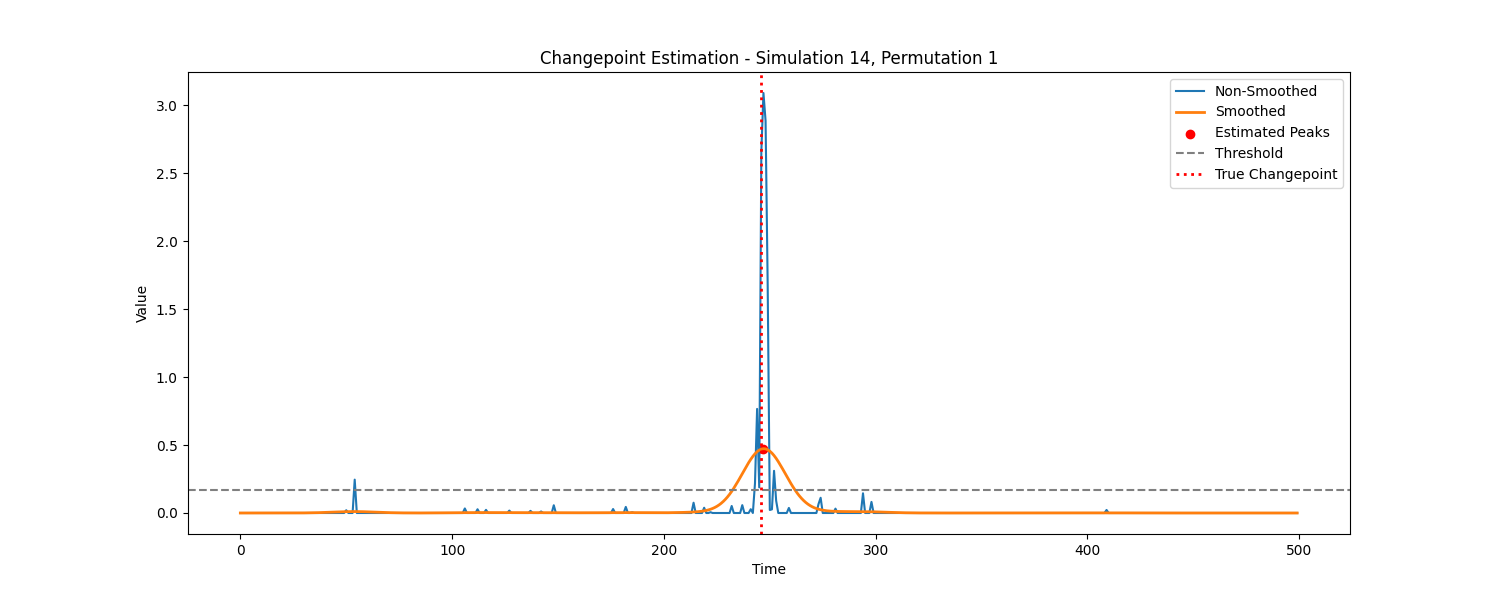 Changepoint Estimation - Simulation 14, Permutation 1
Non-Smoothed
Smoothed
Estimated Peaks
Threshold
True Changepoint
Value
3.0
2.5
2.0
1.5
1.0
0.5
0.0
0 100 200 300 400 500
Time